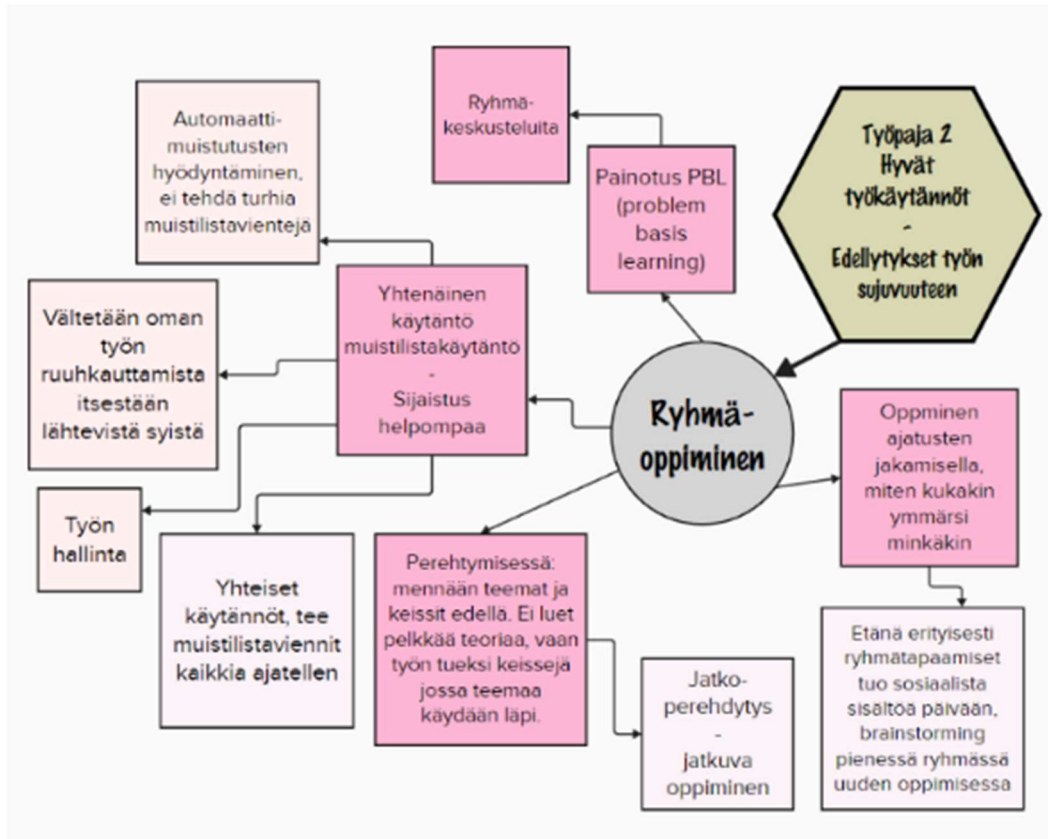 Työpaja 2
Hyvät
työkäytännöt
-
Edellytykset työn
sujuvuuteen
Ryhmä-
oppiminen
Painotus PBL
(problem
basis
learning)
Ryhmä-
keskusteluita
Yhtenäinen
käytäntö
muistilistakäytäntö
-
Sijaistus
helpompaa
Automaatti-
muistutusten
hyödyntäminen,
ei tehdä turhia
muistilistavientejä
Vältetään oman
työn
ruuhkauttamista
itsestään
lähtevistä syistä
Työn
hallinta
Yhteiset
käytännöt, tee
muistilistaviennit
kaikkia ajatellen
Perehtymisessä:
mennään teemat ja
keissit edellä. Ei luet
pelkkää teoriaa, vaan
työn tueksi keissejä
jossa teemaa
käydään läpi.
Jatko-
perehdytys
-
jatkuva
oppiminen
Oppminen
ajatusten
jakamisella,
miten kukakin
ymmärsi
minkäkin
Etänä erityisesti
ryhmätapaamiset
tuo sosiaalista
sisältöä päivään,
brainstorming
pienessä ryhmässä
uuden oppimisessa